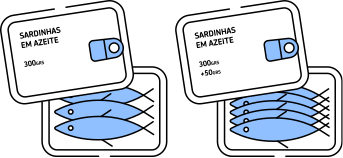 SARDINHAS
EM AZEITE
300GRS
SARDINHAS
EM AZEITE
300GRS
+50GRS